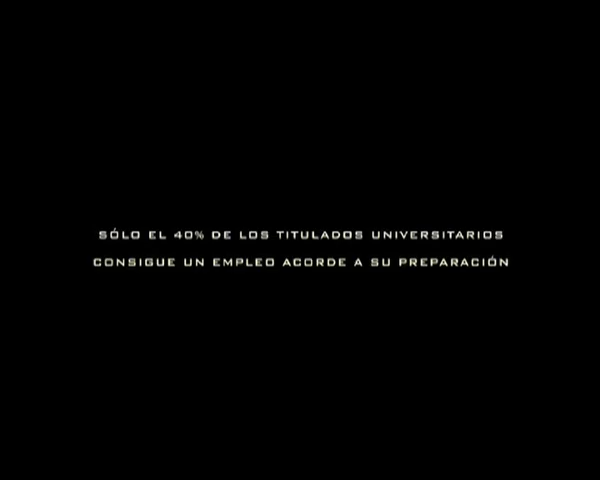 SÓLO EL 40% DE LOS TITULADOS UNIVERSITARIOS
CONSIGUE UN EMPLEO ACORDE A SU PREPARACIÓN